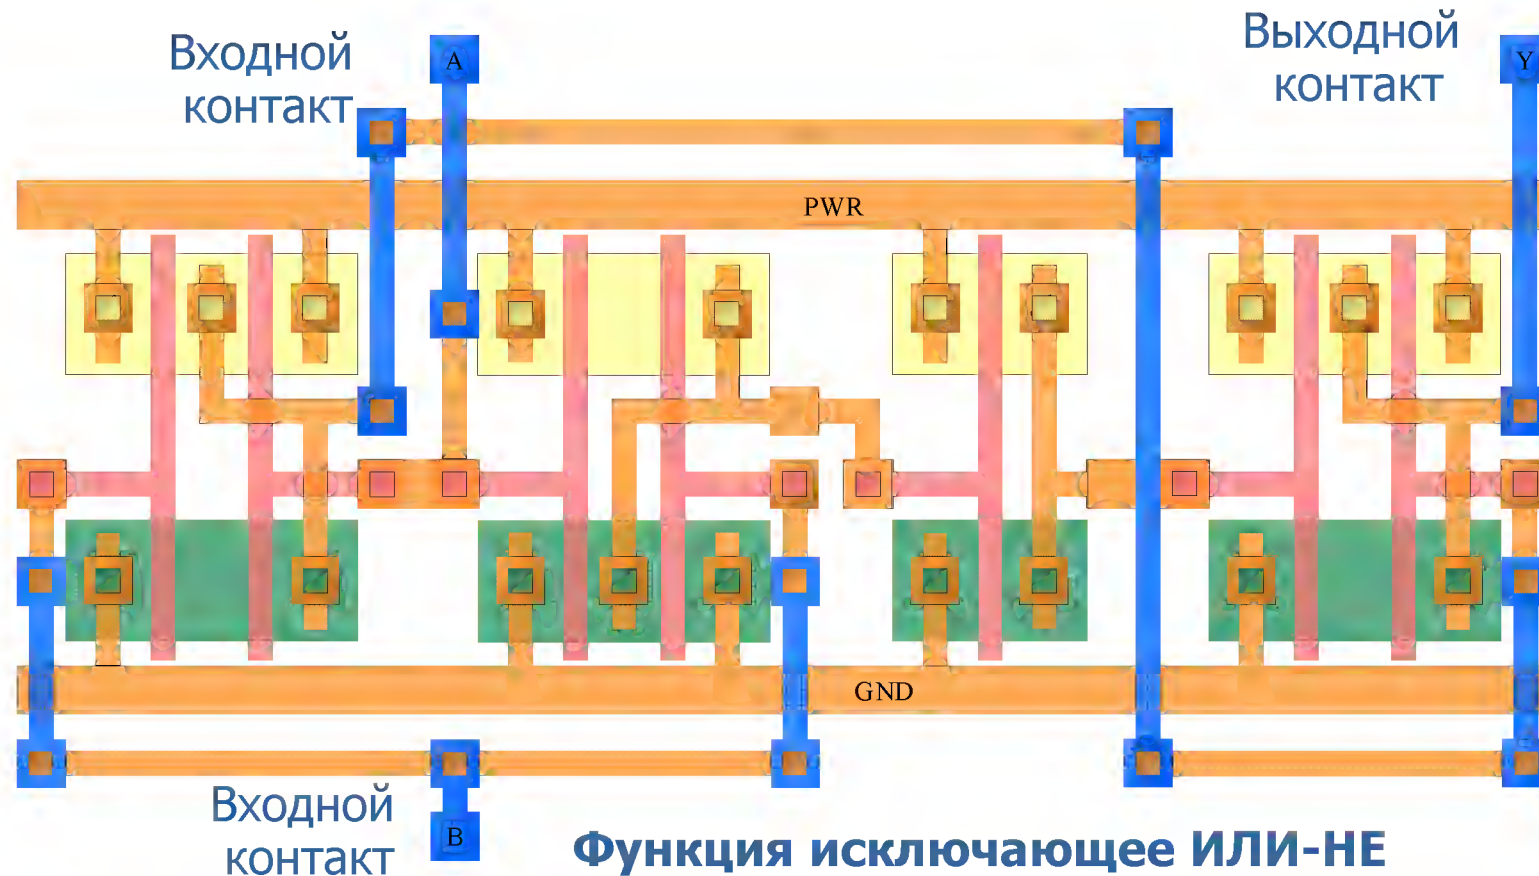 Входной
контакт
A
Выходной
контакт
Y
PWR
GND
Входной
контакт
B
Функция исключающее ИЛИ-НЕ